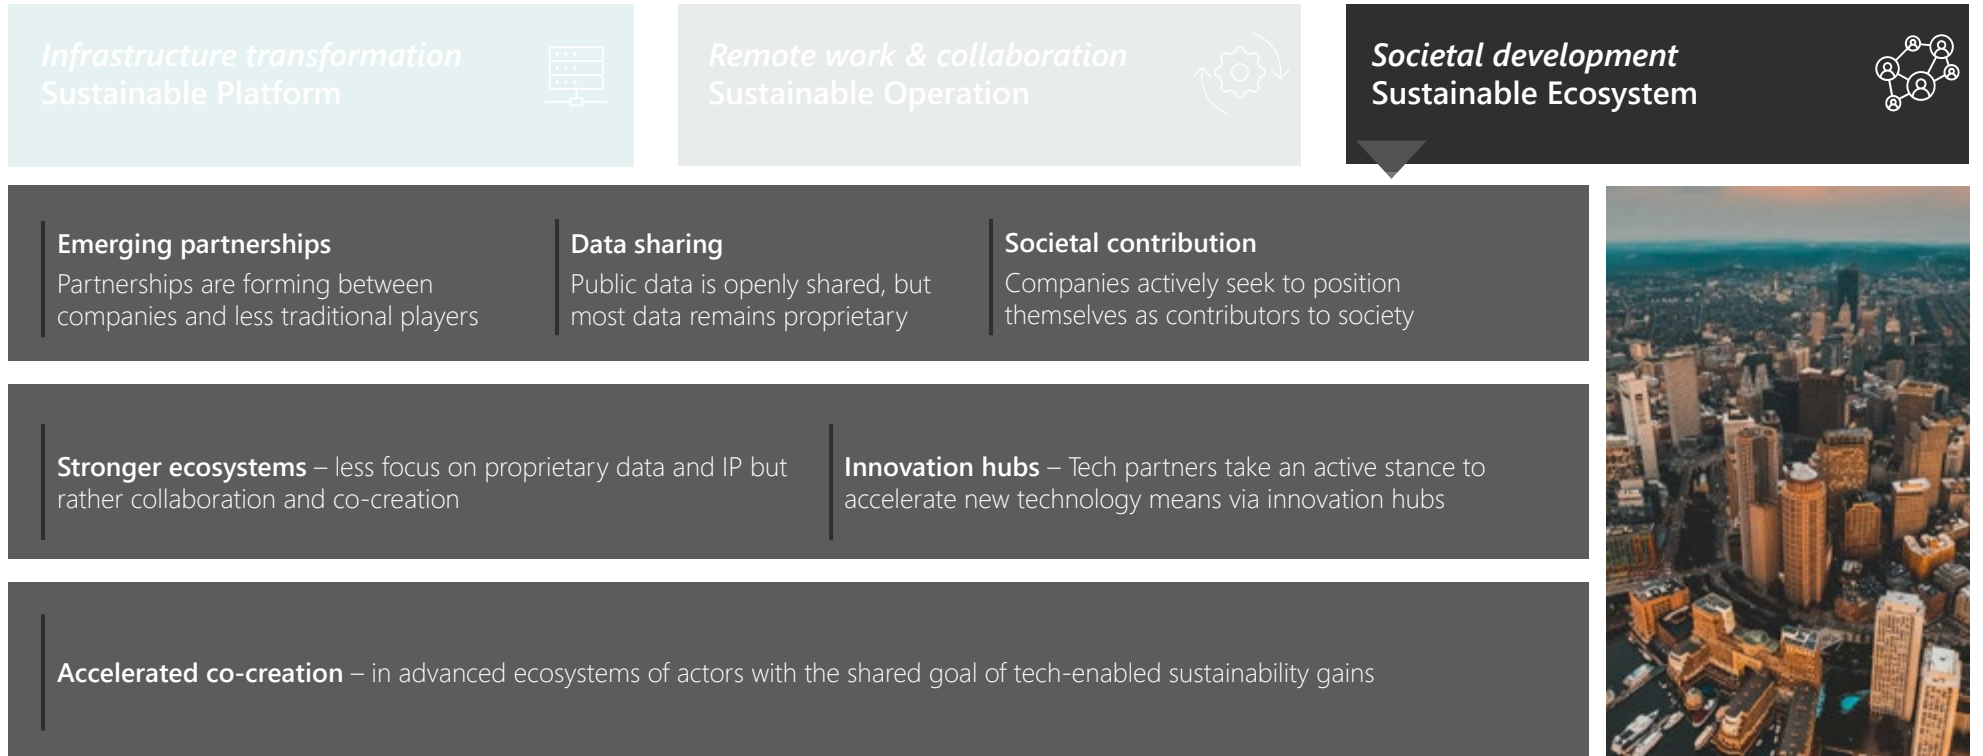 Infrastructure transformation
Sustainable Platform
Remote work & collaboration
Sustainable Operation
Societal development
Sustainable Ecosystem
Emerging partnerships
Partnerships are forming between
companies and less traditional players
Data sharing
Public data is openly shared, but
most data remains proprietary
Societal contribution
Companies actively seek to position
themselves as contributors to society
Stronger ecosystems – less focus on proprietary data and IP but
rather collaboration and co-creation
Innovation hubs – Tech partners take an active stance to
accelerate new technology means via innovation hubs
Accelerated co-creation – in advanced ecosystems of actors with the shared goal of tech-enabled sustainability gains